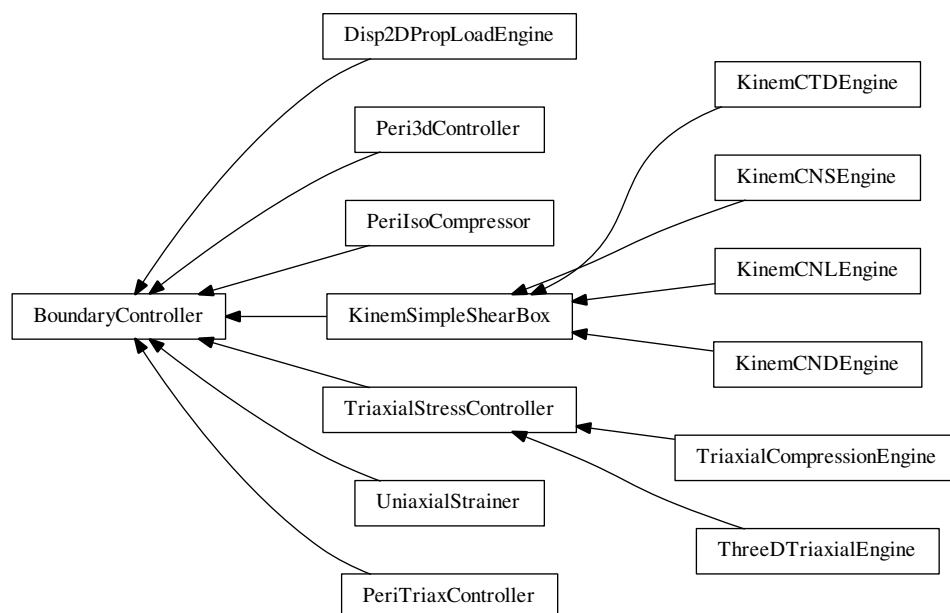 Disp2DPropLoadEngine
KinemCTDEngine
Peri3dController
KinemCNSEngine
PeriIsoCompressor
KinemCNLEngine
BoundaryController
KinemSimpleShearBox
KinemCNDEngine
TriaxialStressController
TriaxialCompressionEngine
UniaxialStrainer
ThreeDTriaxialEngine
PeriTriaxController